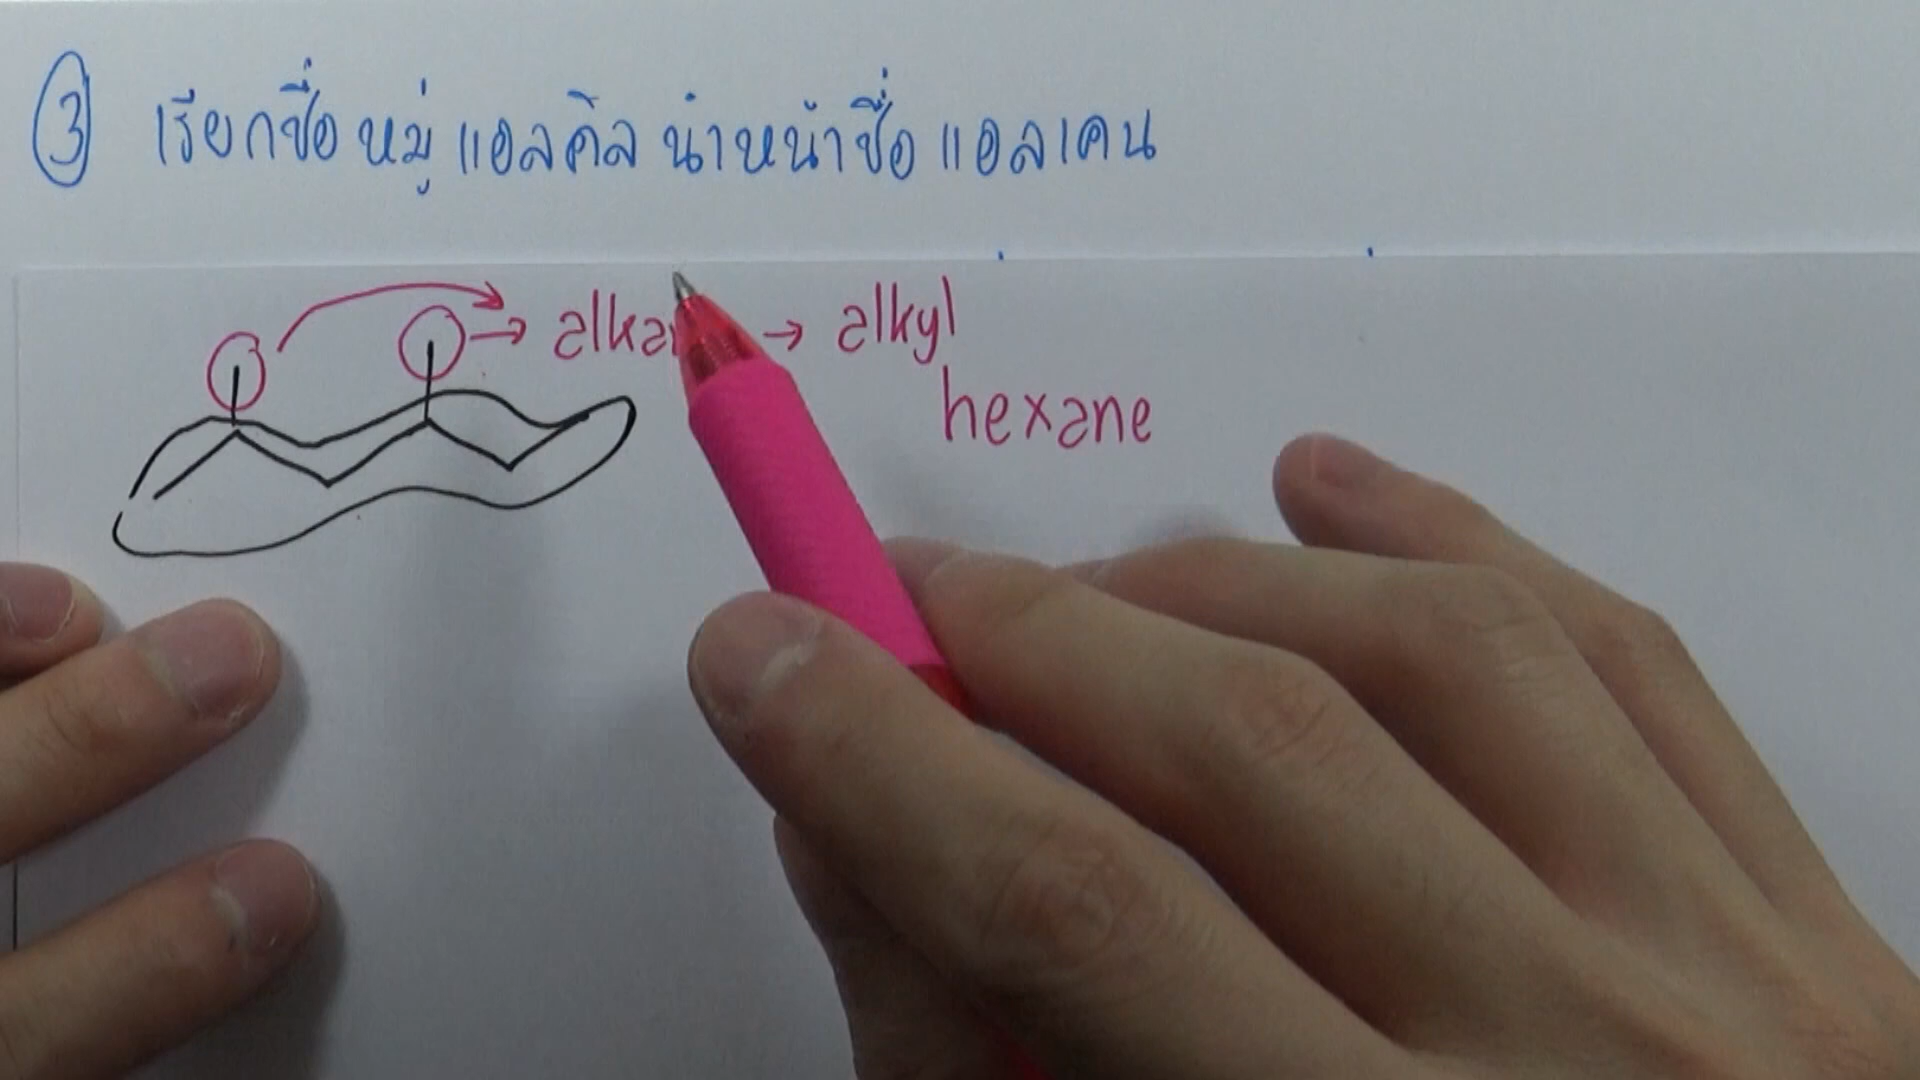 ③ เรียกชื่อ หมู่ แอลคิล นำหน้าชื่อ แอลเคน
→ → alkyl
hexane